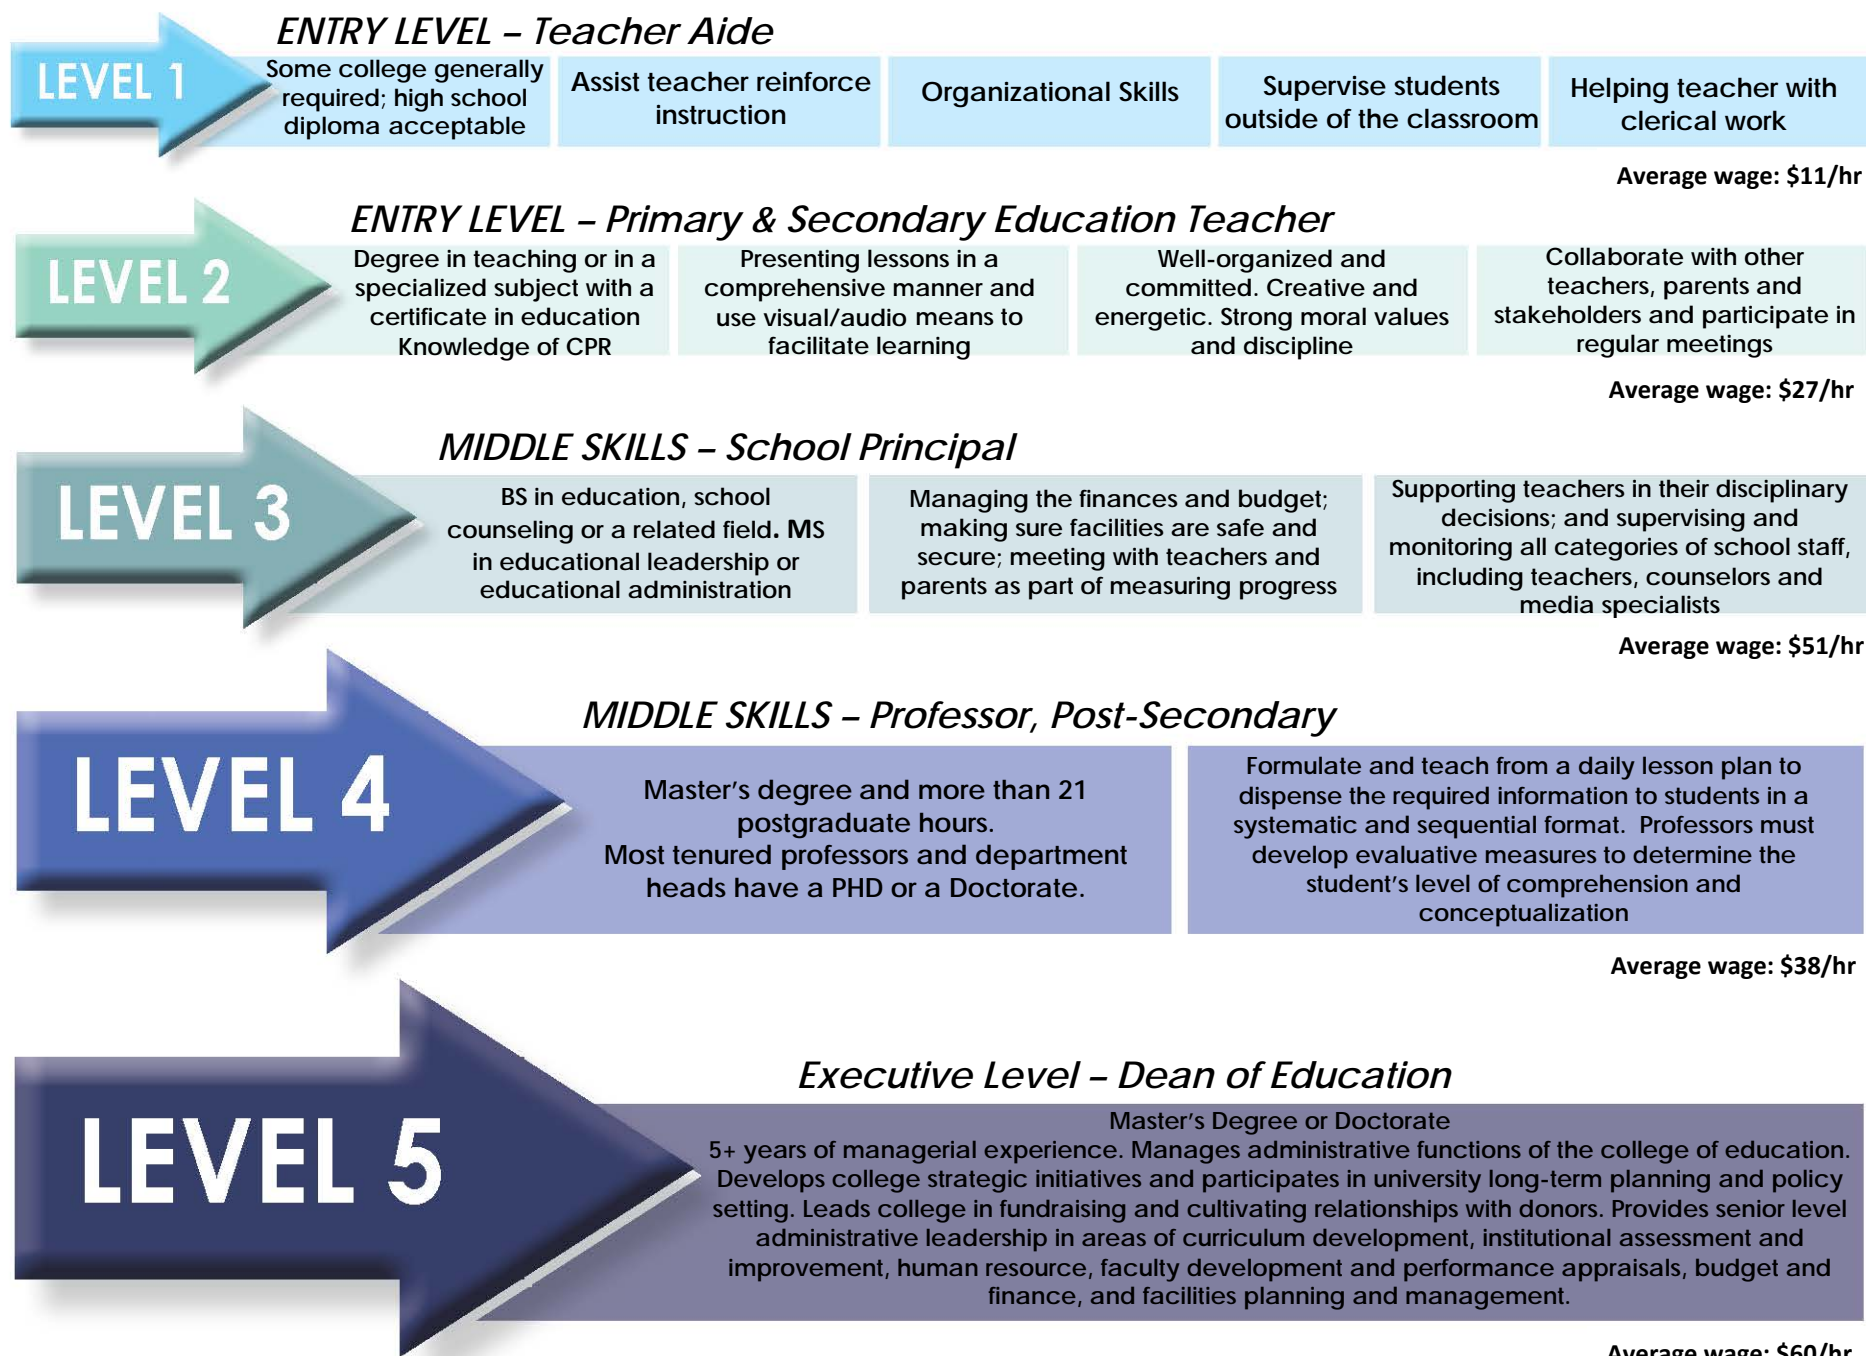 ENTRY LEVEL – Teacher Aide
LEVEL 1
Some college generally
required; high school
diploma acceptable
Assist teacher reinforce
instruction
Organizational Skills
Supervise students
outside of the classroom
Helping teacher with
clerical work
Average wage: $11/hr
ENTRY LEVEL – Primary & Secondary Education Teacher
LEVEL 2
Degree in teaching or in a
specialized subject with a
certificate in education
Knowledge of CPR
Presenting lessons in a
comprehensive manner and
use visual/audio means to
facilitate learning
Well-organized and
committed. Creative and
energetic. Strong moral values
and discipline
Collaborate with other
teachers, parents and
stakeholders and participate in
regular meetings
Average wage: $27/hr
MIDDLE SKILLS – School Principal
LEVEL 3
BS in education, school
counseling or a related field. MS
in educational leadership or
educational administration
Managing the finances and budget;
making sure facilities are safe and
secure; meeting with teachers and
parents as part of measuring progress
Supporting teachers in their disciplinary
decisions; and supervising and
monitoring all categories of school staff,
including teachers, counselors and
media specialists
Average wage: $51/hr
MIDDLE SKILLS – Professor, Post-Secondary
LEVEL 4
Master's degree and more than 21
postgraduate hours.
Most tenured professors and department
heads have a PHD or a Doctorate.
Formulate and teach from a daily lesson plan to
dispense the required information to students in a
systematic and sequential format. Professors must
develop evaluative measures to determine the
student's level of comprehension and
conceptualization
Average wage: $38/hr
Executive Level – Dean of Education
LEVEL 5
Master's Degree or Doctorate
5+ years of managerial experience. Manages administrative functions of the college of education.
Develops college strategic initiatives and participates in university long-term planning and policy
setting. Leads college in fundraising and cultivating relationships with donors. Provides senior level
administrative leadership in areas of curriculum development, institutional assessment and
improvement, human resource, faculty development and performance appraisals, budget and
finance, and facilities planning and management.
Average wage: $60/hr